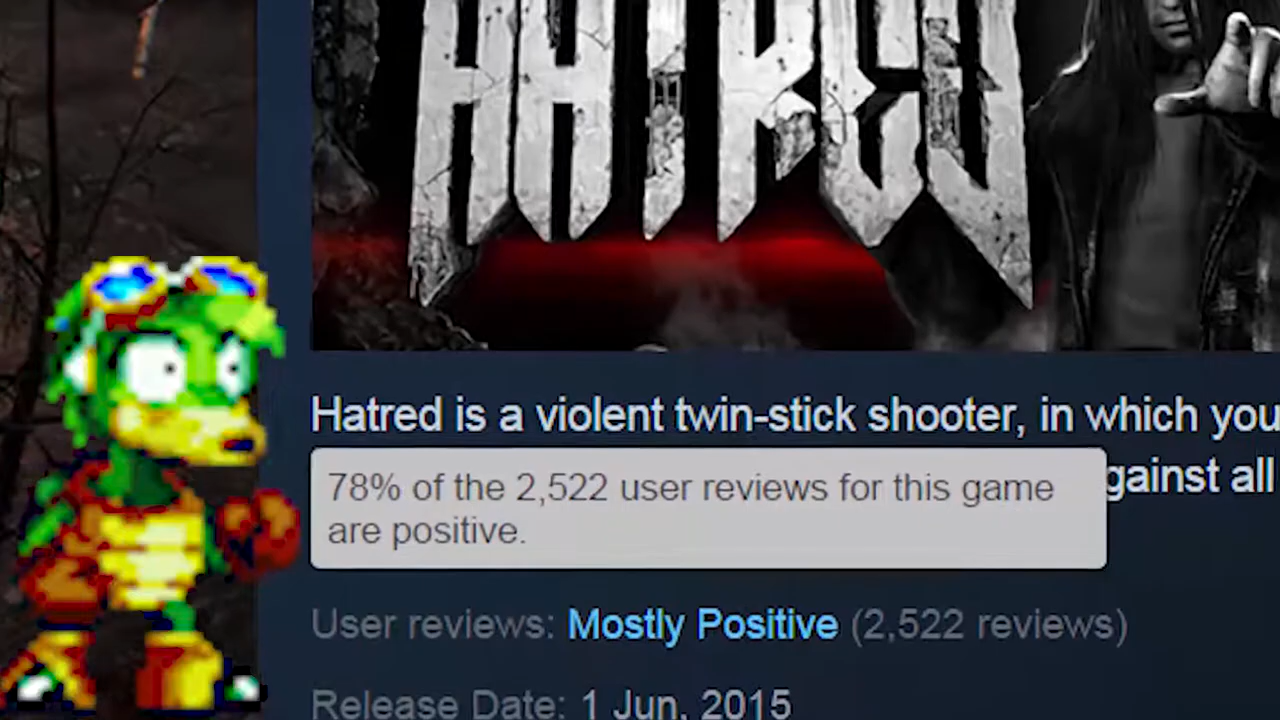 HATRED
Hatred is a violent twin-stick shooter, in which you
gainst all
78% of the 2,522 user reviews for this game
are positive.
User reviews: Mostly Positive (2,522 reviews)
Release Date: 1 Jun, 2015